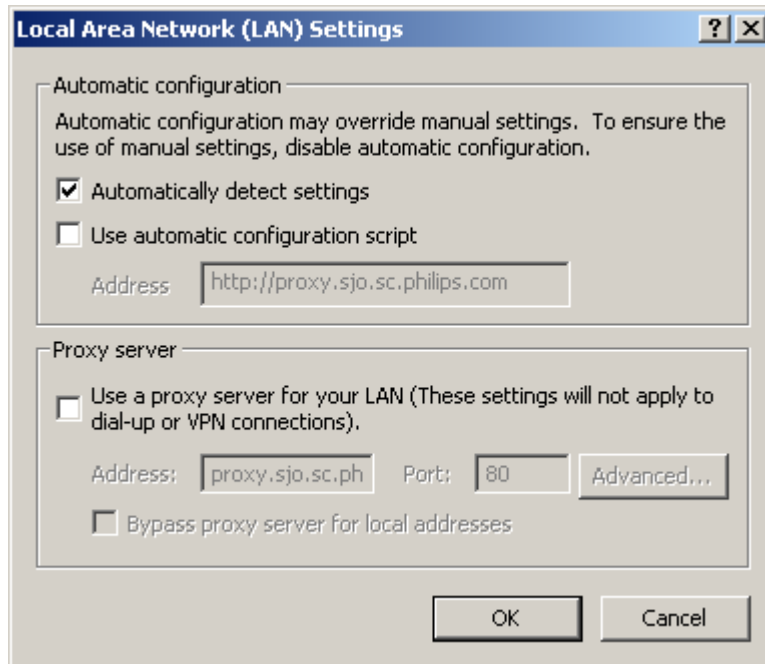 Local Area Network (LAN) Settings
Automatic configuration
Automatic configuration may override manual settings.  To ensure the
use of manual settings, disable automatic configuration.
Automatically detect settings
Use automatic configuration script
Address http://proxy.sjo.sc.philips.com
Proxy server
Use a proxy server for your LAN (These settings will not apply to
dial-up or VPN connections).
Address: proxy.sjo.sc.ph Port: 80 Advanced...
Bypass proxy server for local addresses
OK Cancel